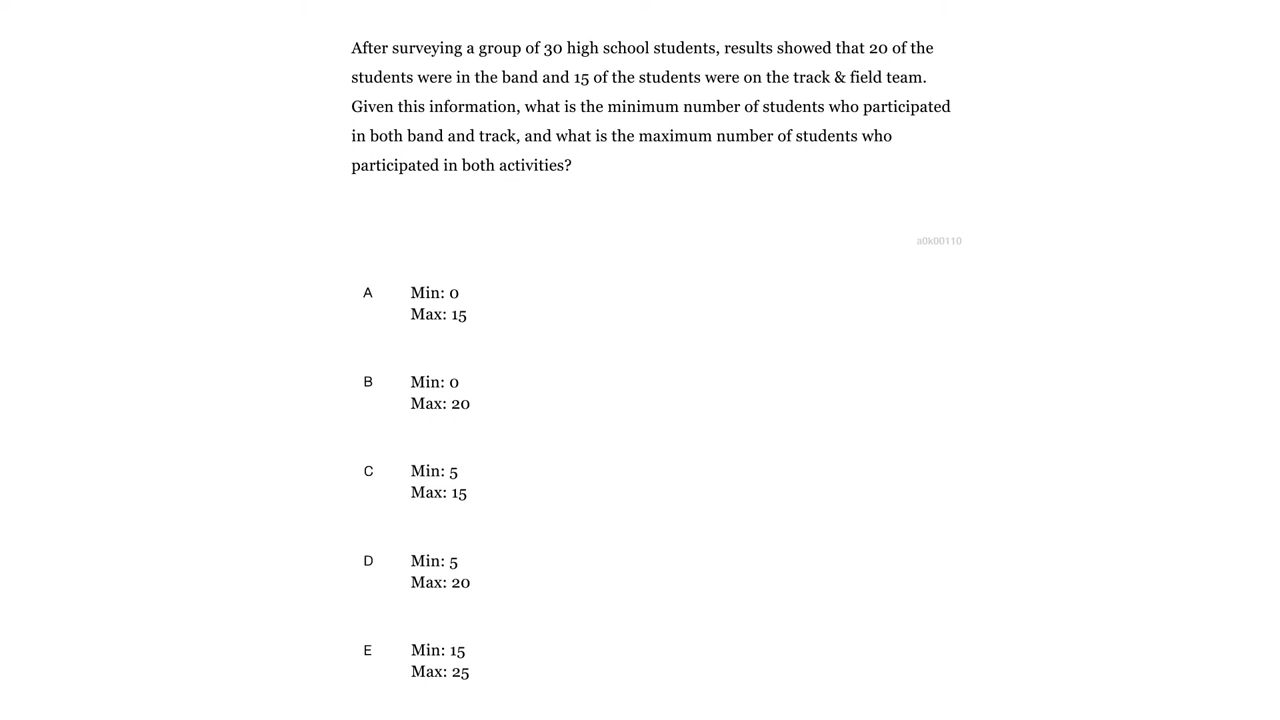 After surveying a group of 30 high school students, results showed that 20 of the
students were in the band and 15 of the students were on the track & field team.
Given this information, what is the minimum number of students who participated
in both band and track, and what is the maximum number of students who
participated in both activities?
a0k00110
A Min: 0
Max: 15
B Min: 0
Max: 20
C Min: 5
Max: 15
D Min: 5
Max: 20
E Min: 15
Max: 25